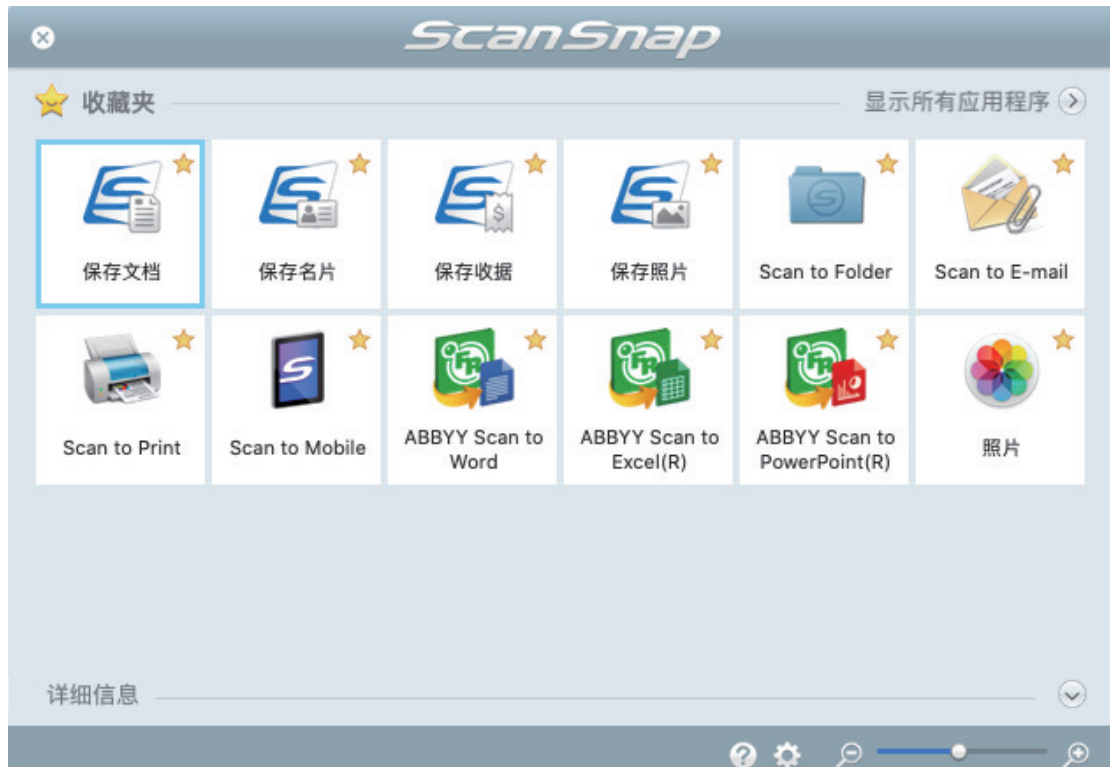 ScanSnap
收藏夹
显示所有应用程序
保存文档
保存名片
保存收据
保存照片
Scan to Folder
Scan to E-mail
Scan to Print
Scan to Mobile
ABBYY Scan to
Word
ABBYY Scan to
Excel(R)
ABBYY Scan to
PowerPoint(R)
照片
详细信息